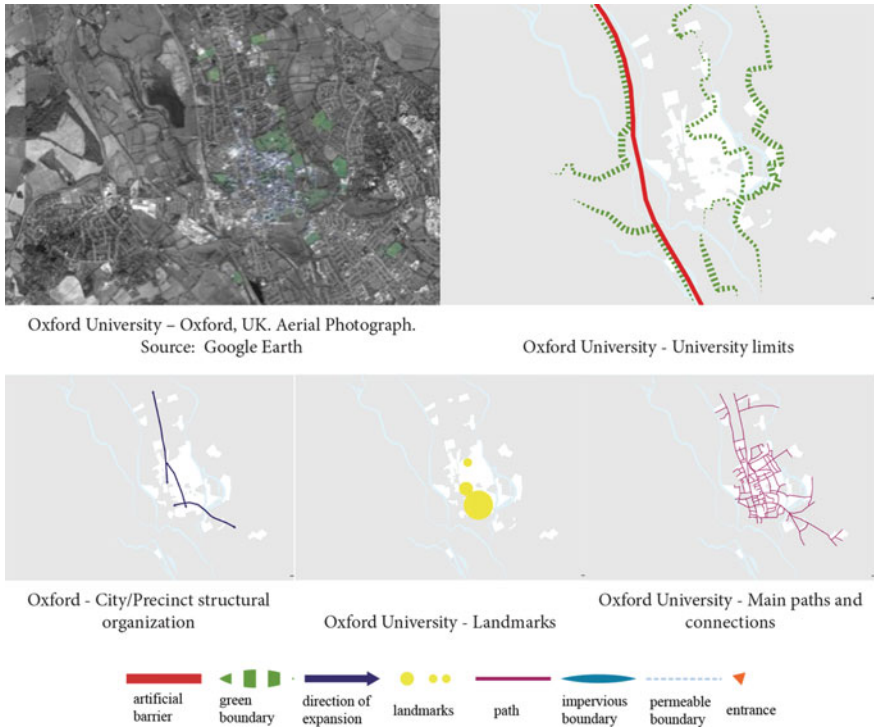 Oxford University – Oxford, UK. Aerial Photograph.
Source: Google Earth
Oxford University - University limits
Oxford - City/Precinct structural
organization
Oxford University - Landmarks
Oxford University - Main paths and
connections
artificial
barrier
green
boundary
direction of
expansion
landmarks
path
impervious
boundary
permeable
boundary
entrance